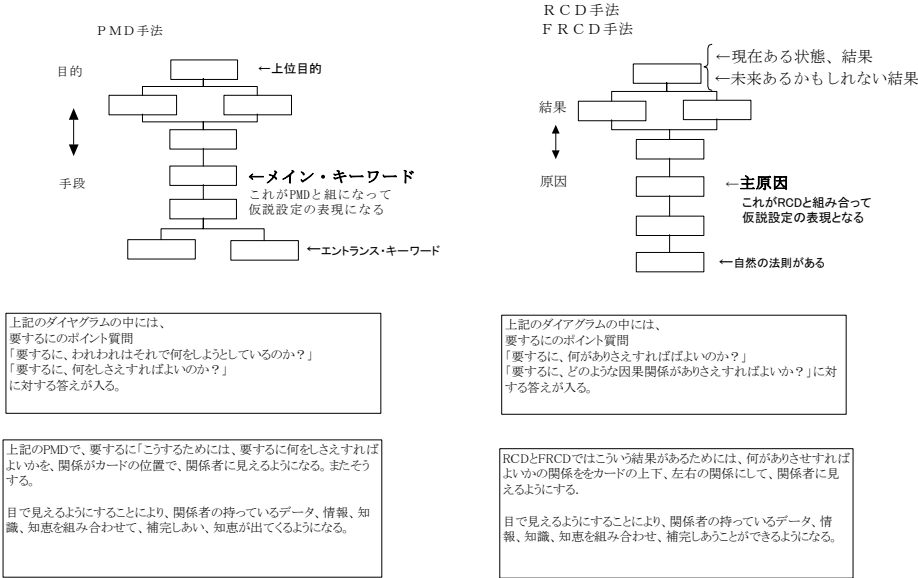 PMD手法
目的
←上位目的
手段
←メイン・キーワード
これがPMDと組になって
仮説設定の表現になる
←エントランス・キーワード
上記のダイヤグラムの中には、
要するにのポイント質問
「要するに、われわれはそれで何をしようとしているのか？」
「要するに、何をしさえすればよいのか？」
に対する答えが入る。
上記のPMDで、要するに「こうするためには、要するに何をしさえすれば
よいかを、関係がカードの位置で、関係者に見えるようになる。またそう
する。
目で見えるようにすることにより、関係者の持っているデータ、情報、知
識、知恵を組み合わせて、補完しあい、知恵が出てくるようになる。
ＲＣＤ手法
ＦＲＣＤ手法
←現在ある状態、結果
←未来あるかもしれない結果
結果
原因
←主原因
これがRCDと組み合って
仮説設定の表現となる
←自然の法則がある
上記のダイアグラムの中には、
要するにのポイント質問
「要するに、何がありさえすればばよいのか？」
「要するに、どのような因果関係がありさえすればよいか？」に対
する答えが入る。
RCDとFRCDではこういう結果があるためには、何がありさせすれば
よいかの関係ををカードの上下、左右の関係にして、関係者に見
えるようにする.
目で見えるようにすることにより、関係者の持っているデータ、情
報、知識、知恵を組み合わせ、補完しあうことができるようになる。